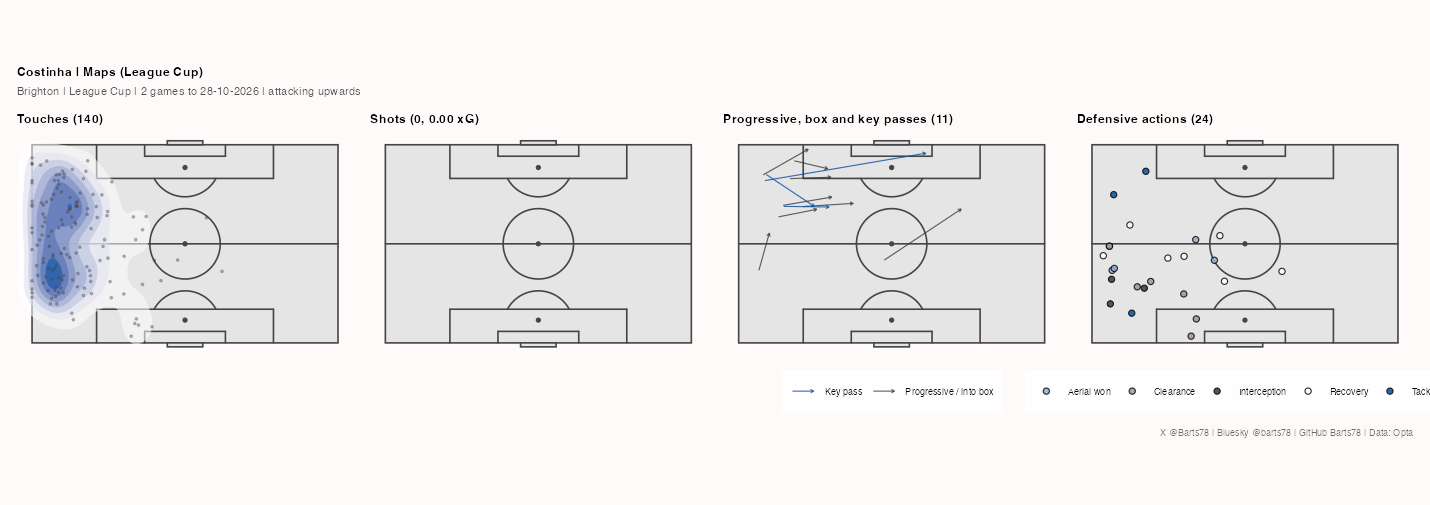 Costinha | Maps (League Cup)
Brighton | League Cup | 2 games to 28-10-2026 | attacking upwards
Touches (140)
Shots (0, 0.00 xG)
Progressive, box and key passes (11)
Defensive actions (24)
Key pass
Progressive / into box
Aerial won
Clearance
Interception
Recovery
Tack
X @Barts78 | Bluesky @barts78 | GitHub Barts78 | Data: Opta